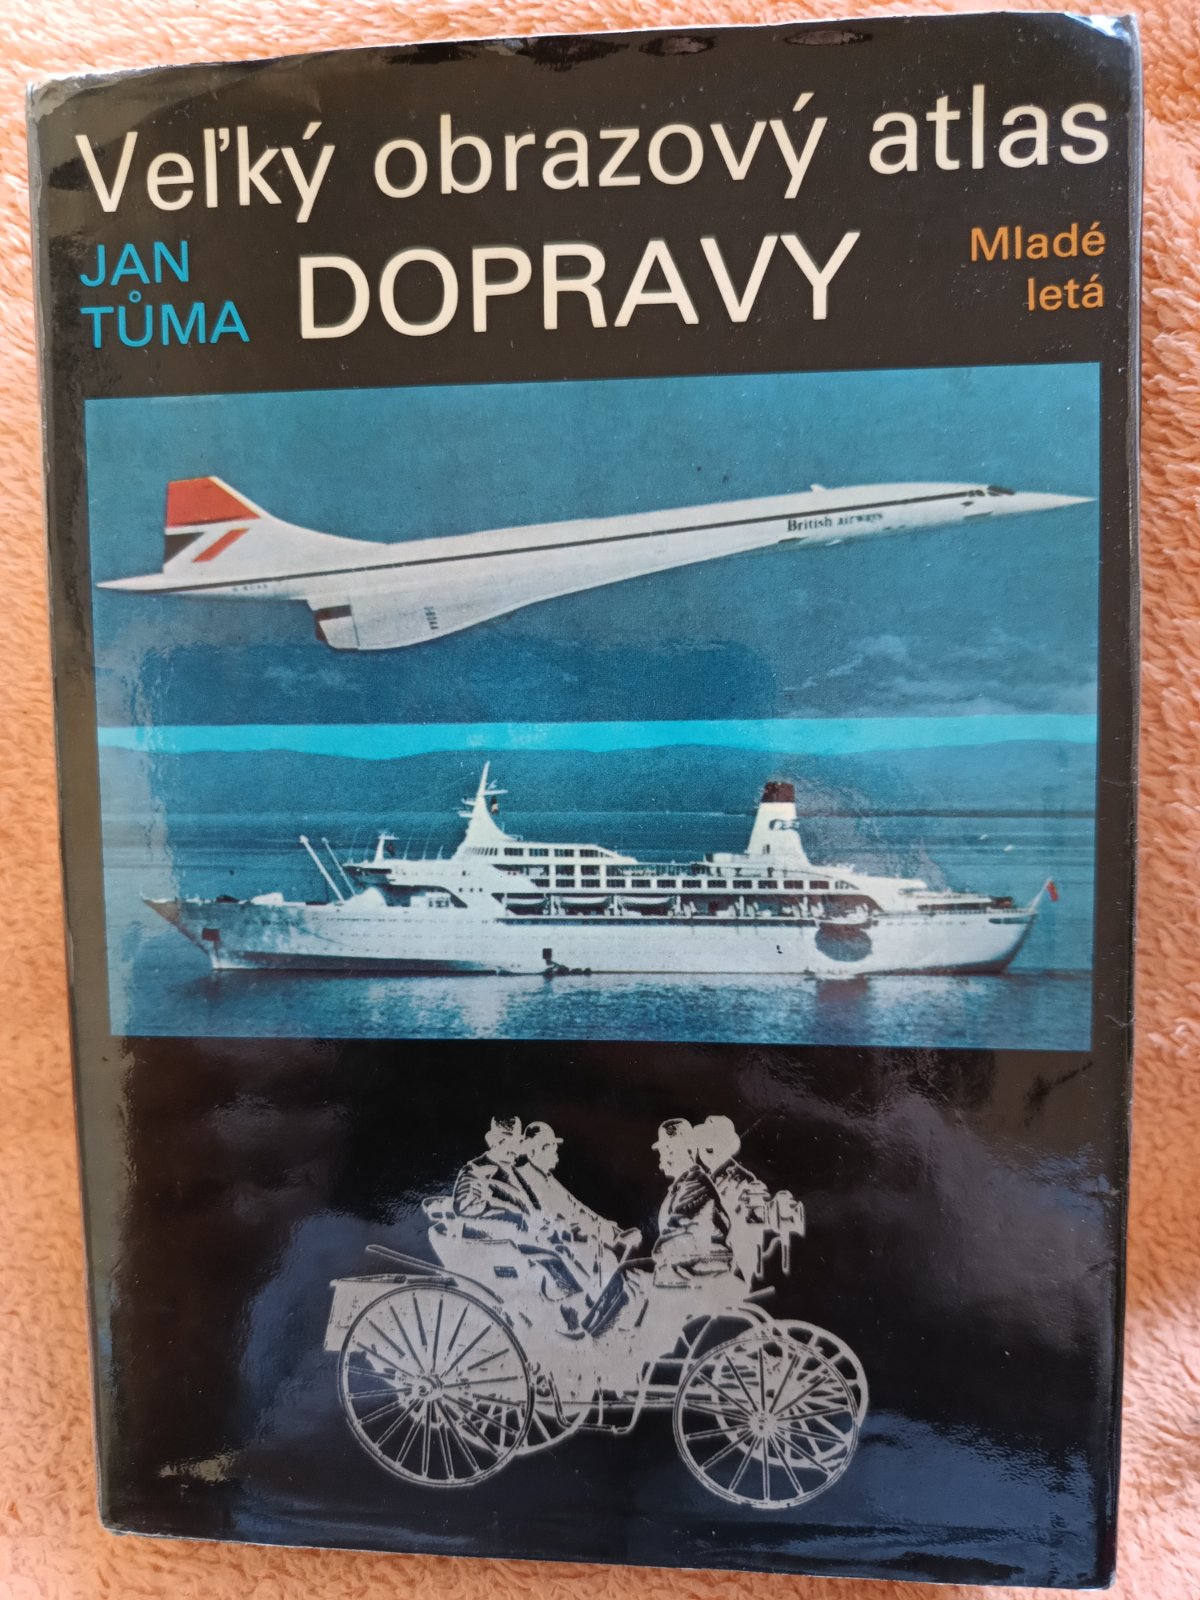 Veľký obrazový atlas
JAN
TŮMA
DOPRAVY
Mladé
letá
British airways